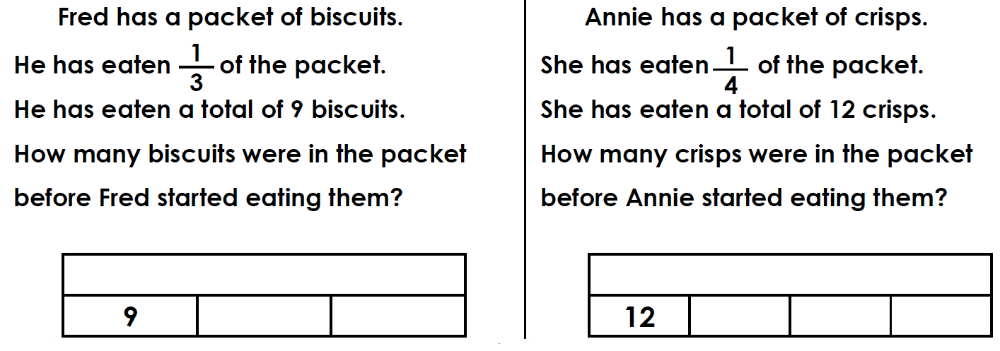 Fred has a packet of biscuits.
He has eaten 1/3 of the packet.
He has eaten a total of 9 biscuits.
How many biscuits were in the packet
before Fred started eating them?
9
Annie has a packet of crisps.
She has eaten 1/4 of the packet.
She has eaten a total of 12 crisps.
How many crisps were in the packet
before Annie started eating them?
12